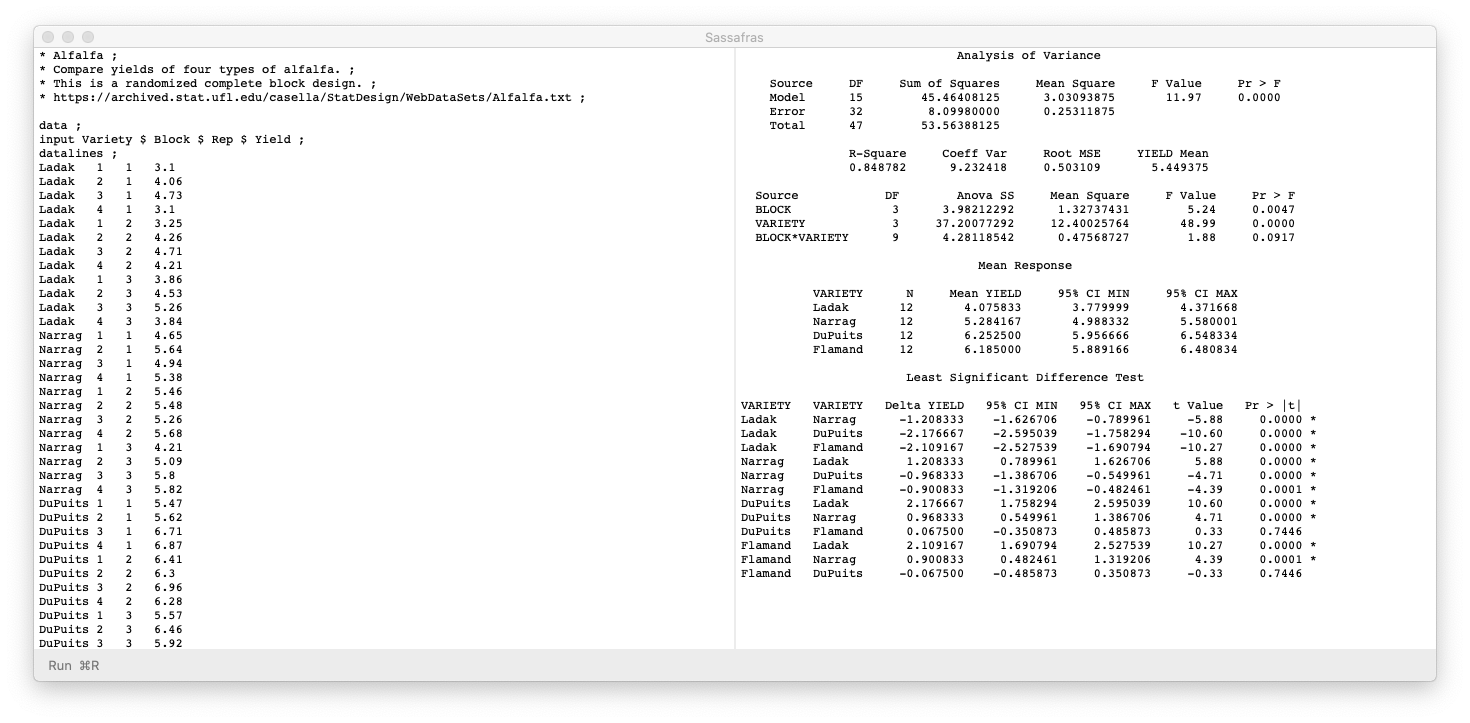 Sassafras
* Alfalfa ;
* Compare yields of four types of alfalfa. ;
* This is a randomized complete block design. ;
* https://archived.stat.ufl.edu/casella/StatDesign/WebDataSets/Alfalfa.txt ;
data ;
input Variety $ Block $ Rep $ Yield ;
datalines ;
Ladak 1 1 3.1
Ladak 2 1 4.06
Ladak 3 1 4.73
Ladak 4 1 3.1
Ladak 1 2 3.25
Ladak 2 2 4.26
Ladak 3 2 4.71
Ladak 4 2 4.21
Ladak 1 3 3.86
Ladak 2 3 4.53
Ladak 3 3 5.26
Ladak 4 3 3.84
Narrag 1 1 4.65
Narrag 2 1 5.64
Narrag 3 1 4.94
Narrag 4 1 5.38
Narrag 1 2 5.46
Narrag 2 2 5.48
Narrag 3 2 5.26
Narrag 4 2 5.68
Narrag 1 3 4.21
Narrag 2 3 5.09
Narrag 3 3 5.8
Narrag 4 3 5.82
DuPuits 1 1 5.47
DuPuits 2 1 5.62
DuPuits 3 1 6.71
DuPuits 4 1 6.87
DuPuits 1 2 6.41
DuPuits 2 2 6.3
DuPuits 3 2 6.96
DuPuits 4 2 6.28
DuPuits 1 3 5.57
DuPuits 2 3 6.46
DuPuits 3 3 5.92
Analysis of Variance
Source DF Sum of Squares Mean Square F Value Pr > F
Model 15 45.46408125 3.03093875 11.97 0.0000
Error 32 8.09980000 0.25311875
Total 47 53.56388125
R-Square Coeff Var Root MSE YIELD Mean
0.848782 9.232418 0.503109 5.449375
Source DF Anova SS Mean Square F Value Pr > F
BLOCK 3 3.98212292 1.32737431 5.24 0.0047
VARIETY 3 37.20077292 12.40025764 48.99 0.0000
BLOCK*VARIETY 9 4.28118542 0.47568727 1.88 0.0917
Mean Response
VARIETY N Mean YIELD 95% CI MIN 95% CI MAX
Ladak 12 4.075833 3.779999 4.371668
Narrag 12 5.284167 4.988332 5.580001
DuPuits 12 6.252500 5.956666 6.548334
Flamand 12 6.185000 5.889166 6.480834
Least Significant Difference Test
VARIETY VARIETY Delta YIELD 95% CI MIN 95% CI MAX t Value Pr > |t|
Ladak Narrag -1.208333 -1.626706 -0.789961 -5.88 0.0000 *
Ladak DuPuits -2.176667 -2.595039 -1.758294 -10.60 0.0000 *
Ladak Flamand -2.109167 -2.527539 -1.690794 -10.27 0.0000 *
Narrag Ladak 1.208333 0.789961 1.626706 5.88 0.0000 *
Narrag DuPuits -0.968333 -1.386706 -0.549961 -4.71 0.0000 *
Narrag Flamand -0.900833 -1.319206 -0.482461 -4.39 0.0001 *
DuPuits Ladak 2.176667 1.758294 2.595039 10.60 0.0000 *
DuPuits Narrag 0.968333 0.549961 1.386706 4.71 0.0000 *
DuPuits Flamand 0.067500 -0.350873 0.485873 0.33 0.7446
Flamand Ladak 2.109167 1.690794 2.527539 10.27 0.0000 *
Flamand Narrag 0.900833 0.482461 1.319206 4.39 0.0001 *
Flamand DuPuits -0.067500 -0.485873 0.350873 -0.33 0.7446
Run ⌘R